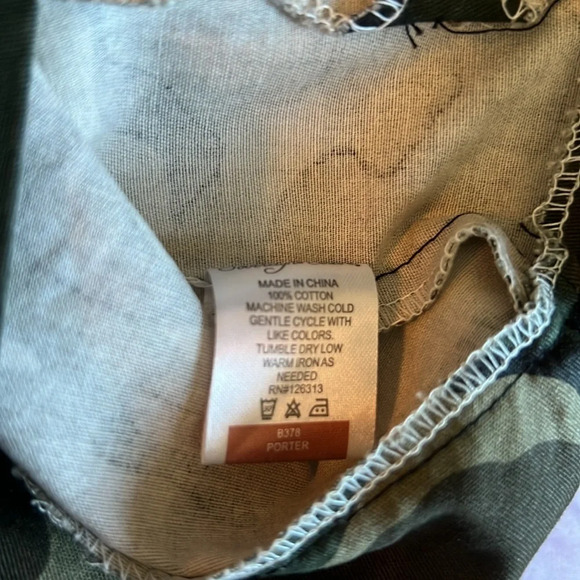 MADE IN CHINA
100% COTTON
MACHINE WASH COLD
GENTLE CYCLE WITH
LIKE COLORS.
TUMBLE DRY LOW
WARM IRON AS
NEEDED
RN#126313
B378
PORTER